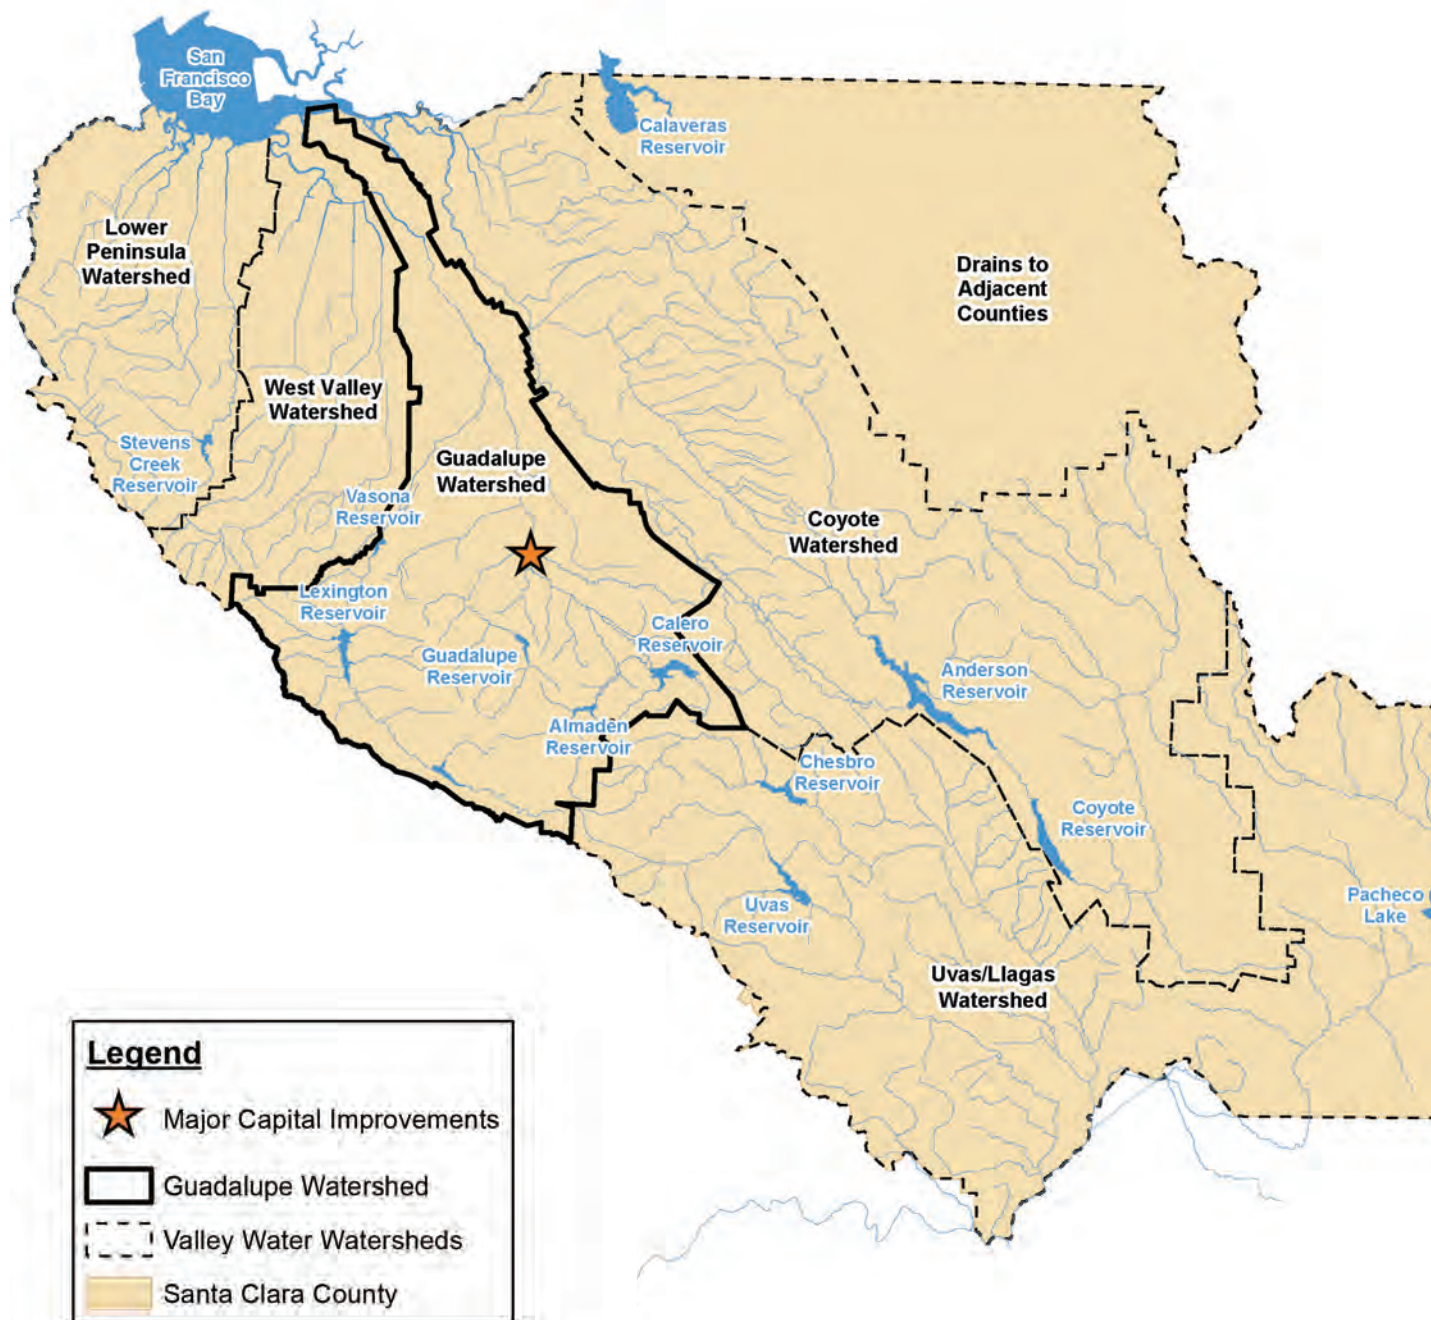 San
Francisco
Bay
Calaveras
Reservoir
Lower
Peninsula
Watershed
Drains to
Adjacent
Counties
West Valley
Watershed
Stevens
Creek
Reservoir
Guadalupe
Watershed
Vasona
Reservoir
Coyote
Watershed
Lexington
Reservoir
Calero
Reservoir
Guadalupe
Reservoir
Anderson
Reservoir
Almaden
Reservoir
Chesbro
Reservoir
Coyote
Reservoir
Uvas
Reservoir
Pacheco
Lake
Uvas/Llagas
Watershed
Legend
Major Capital Improvements
Guadalupe Watershed
Valley Water Watersheds
Santa Clara County